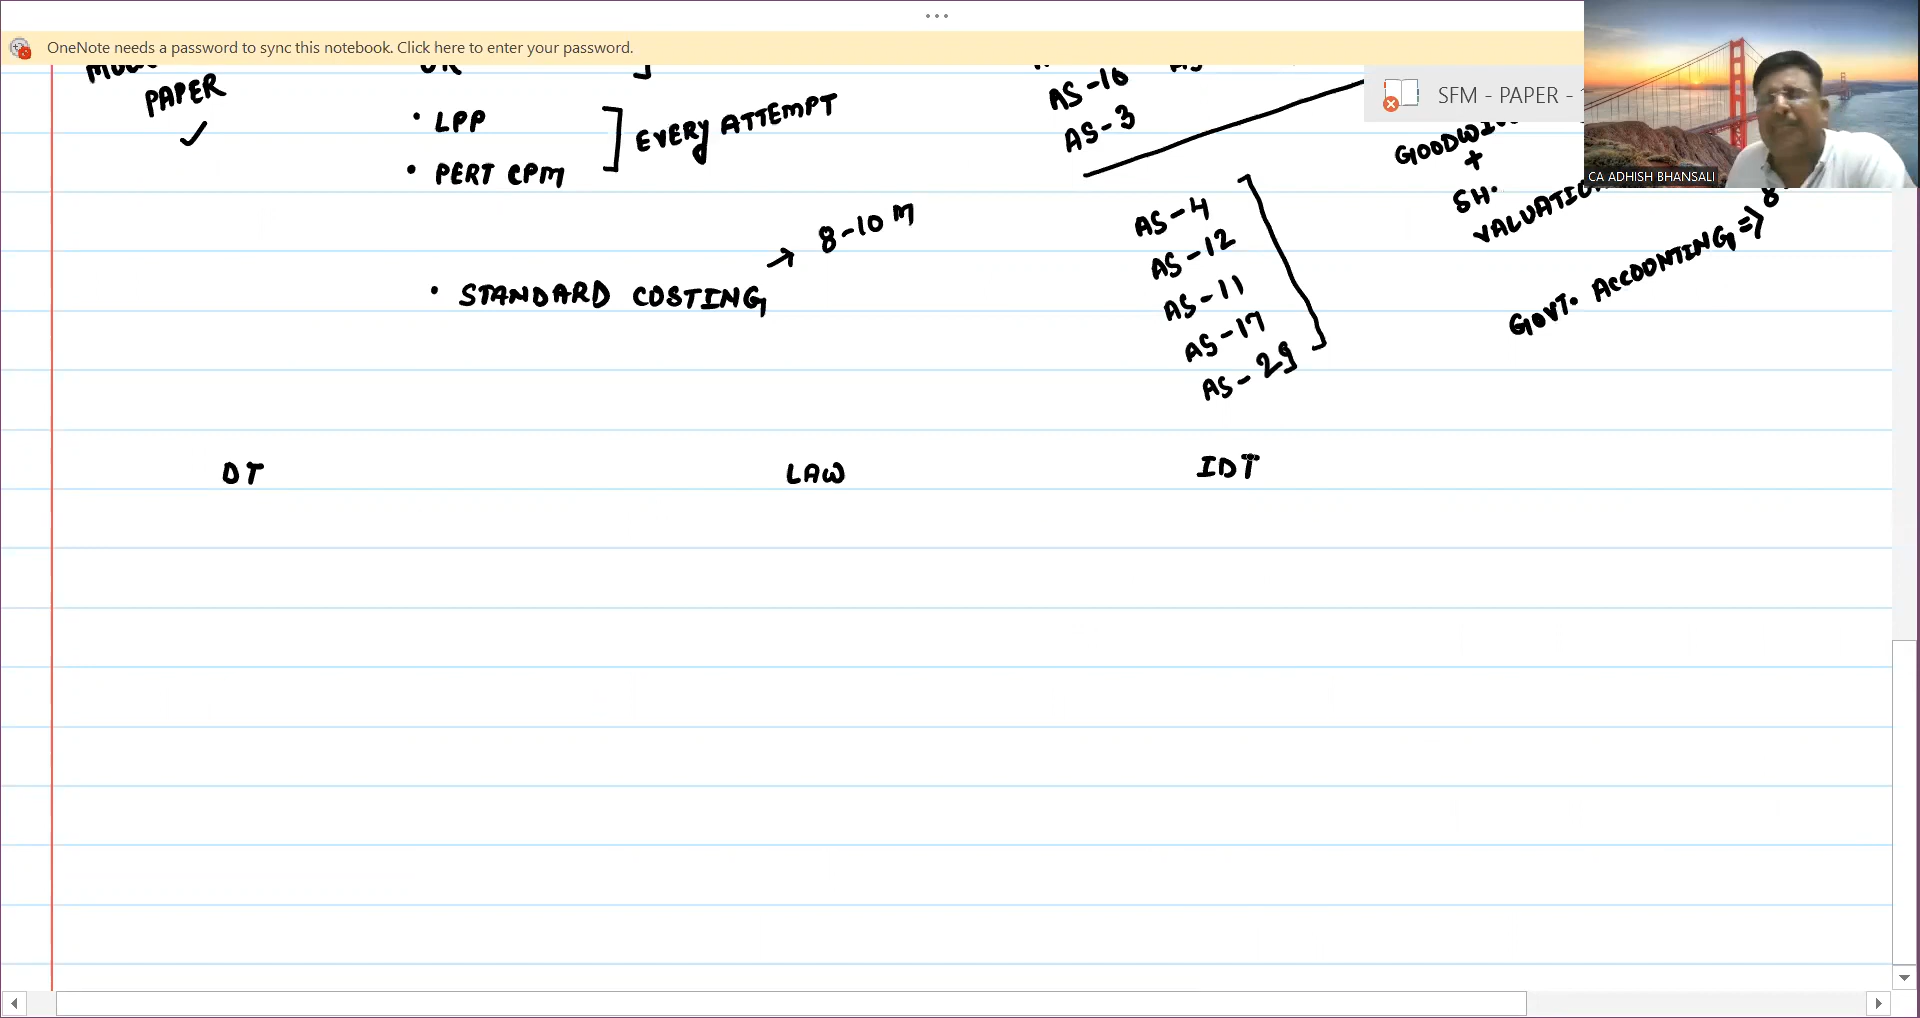 OneNote needs a password to sync this notebook. Click here to enter your password.
SFM - PAPER -
CA ADHISH BHANSALI
PAPER
• LPP
• PERT CPM
EVERY ATTEMPT
• STANDARD COSTING
8-10 M
AS-10
AS-3
AS-4
AS-12
AS-11
AS-17
AS-29
+
SH.
VALUATION
GOVT. ACCOUNTING =>
DT
LAW
IDT